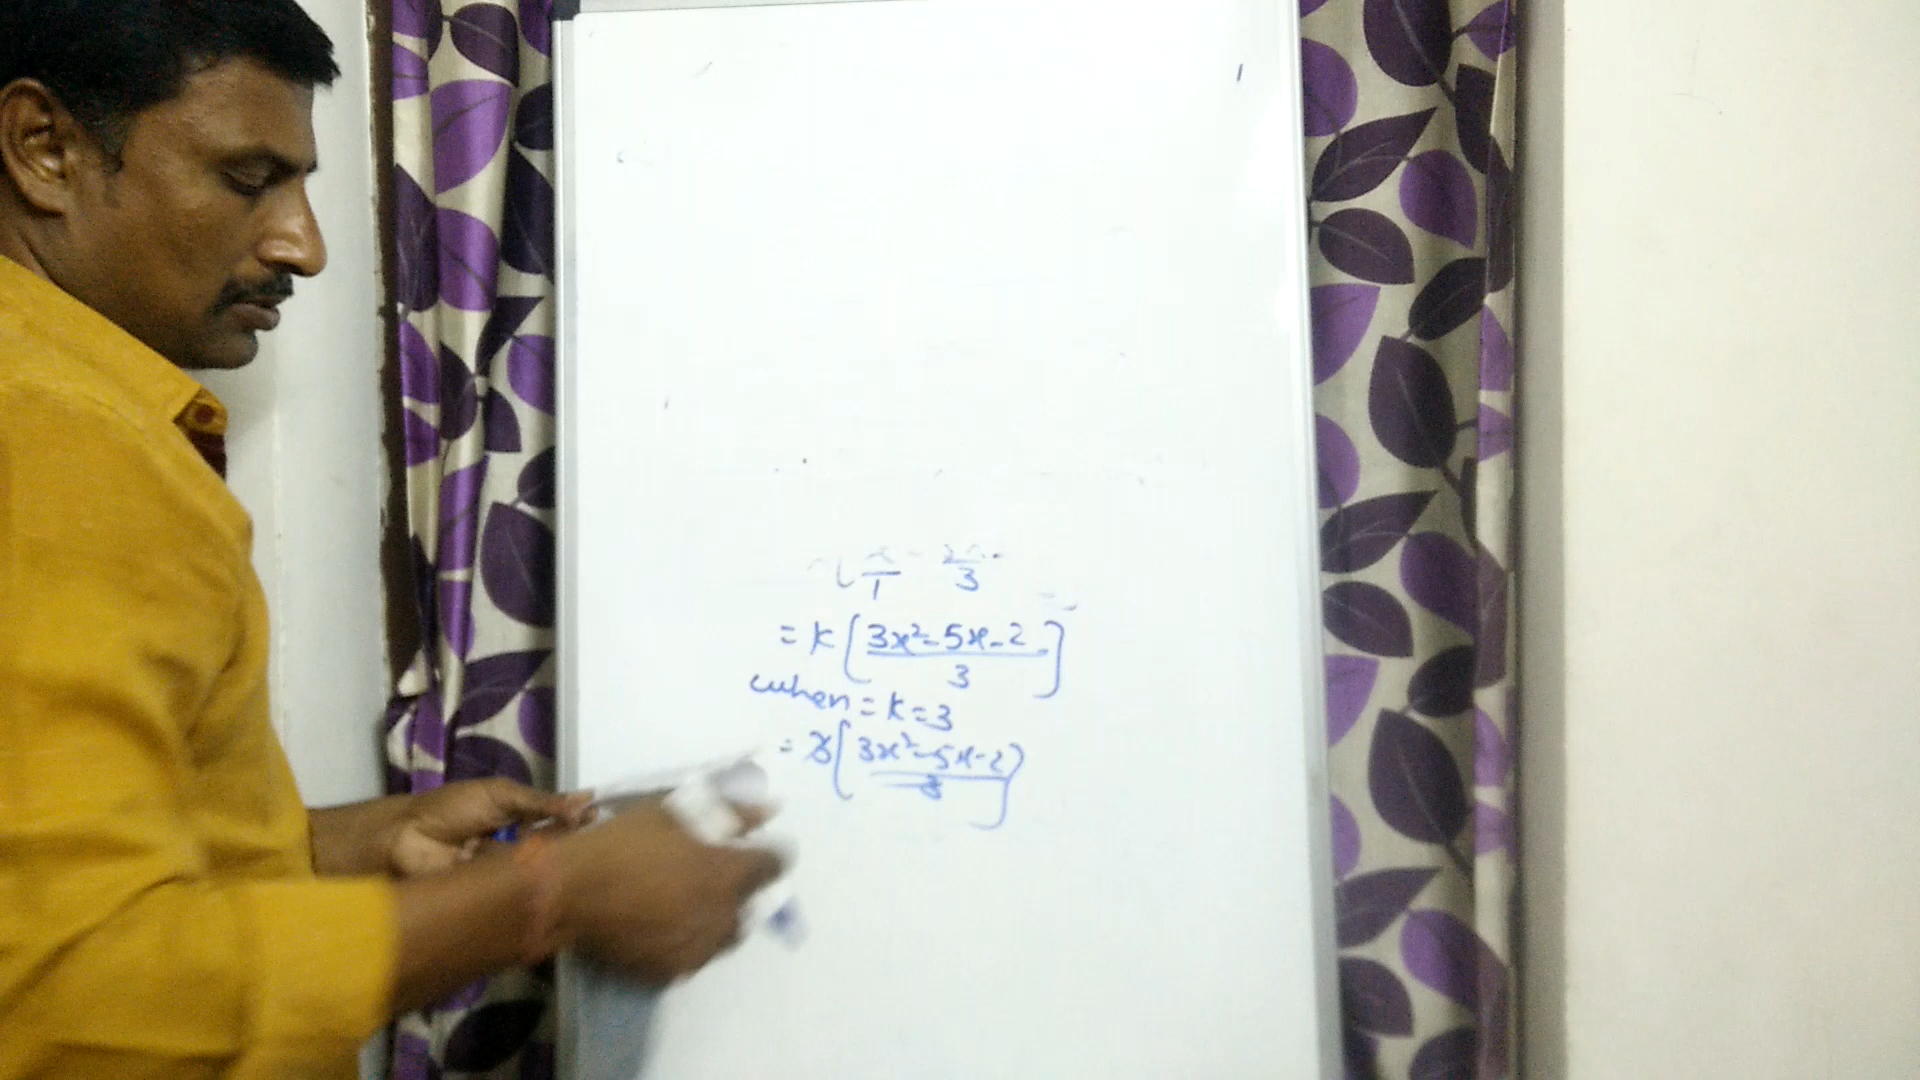 = k [ (3x² - 5x - 2) / 3 ]
when = k = 3
= 3 [ (3x² - 5x - 2) / 3 ]